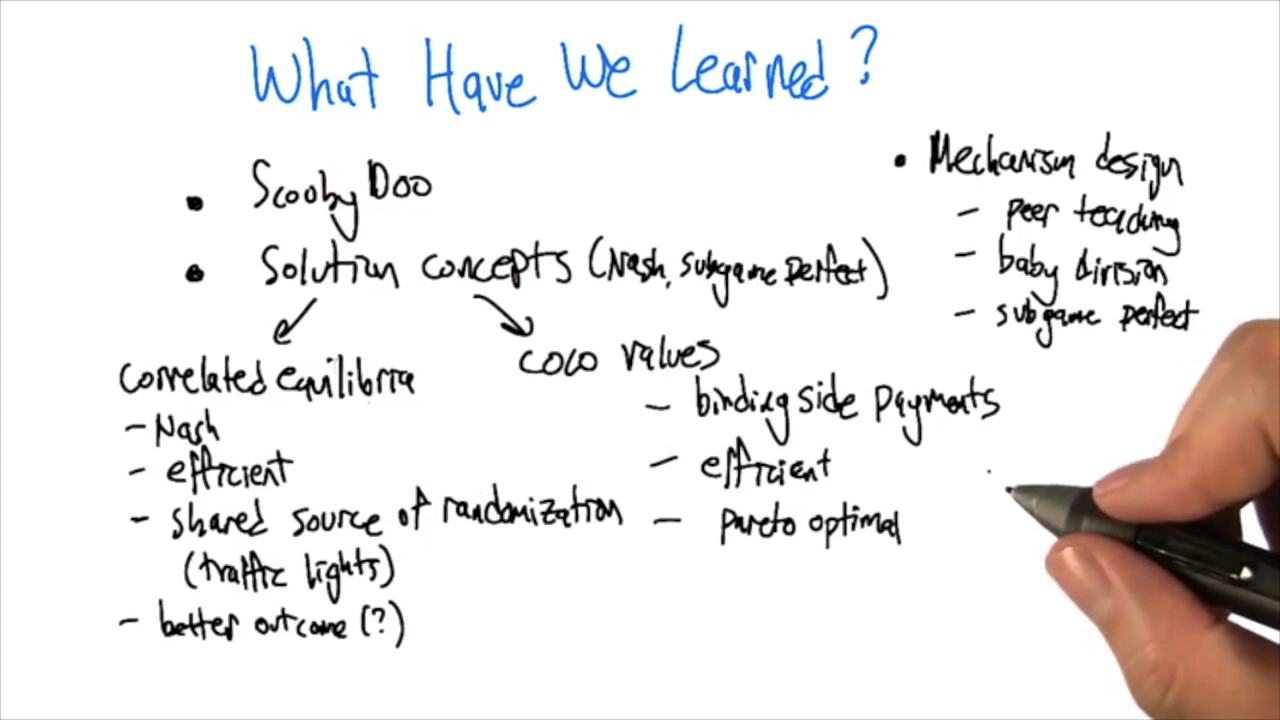 What Have We Learned?
• Scooby Doo
• Solution concepts (Nash, subgame perfect)
correlated equilibria
- Nash
- efficient
- shared source of randomization
(traffic lights)
- better outcome (?)
coco values
- binding side payments
- efficient
- pareto optimal
• Mechanism design
- peer teaching
- baby division
- subgame perfect